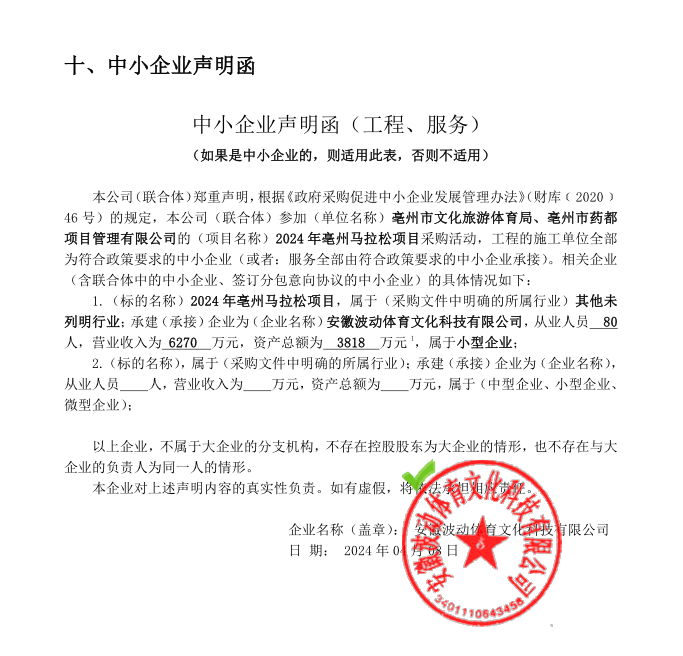 十、中小企业声明函
中小企业声明函（工程、服务）
（如果是中小企业的，则适用此表，否则不适用）
本公司（联合体）郑重声明，根据《政府采购促进中小企业发展管理办法》（财库﹝2020﹞
46 号）的规定，本公司（联合体）参加（单位名称）亳州市文化旅游体育局、亳州市药都
项目管理有限公司的（项目名称）2024 年亳州马拉松项目采购活动，工程的施工单位全部
为符合政策要求的中小企业（或者：服务全部由符合政策要求的中小企业承接）。相关企业
（含联合体中的中小企业、签订分包意向协议的中小企业）的具体情况如下：
1. （标的名称）2024 年亳州马拉松项目，属于（采购文件中明确的所属行业）其他未
列明行业；承建（承接）企业为（企业名称）安徽波动体育文化科技有限公司，从业人员 80
人，营业收入为 6270 万元，资产总额为 3818 万元¹，属于小型企业；
2.（标的名称），属于（采购文件中明确的所属行业）；承建（承接）企业为（企业名称），
从业人员____人，营业收入为____万元，资产总额为____万元，属于（中型企业、小型企业、
微型企业）；
以上企业，不属于大企业的分支机构，不存在控股股东为大企业的情形，也不存在与大
企业的负责人为同一人的情形。
本企业对上述声明内容的真实性负责。如有虚假，将依法承担相应责任。
企业名称（盖章）： 安徽波动体育文化科技有限公司
日 期： 2024 年 04 月 08 日
安徽波动体育文化科技有限公司
3401110643458